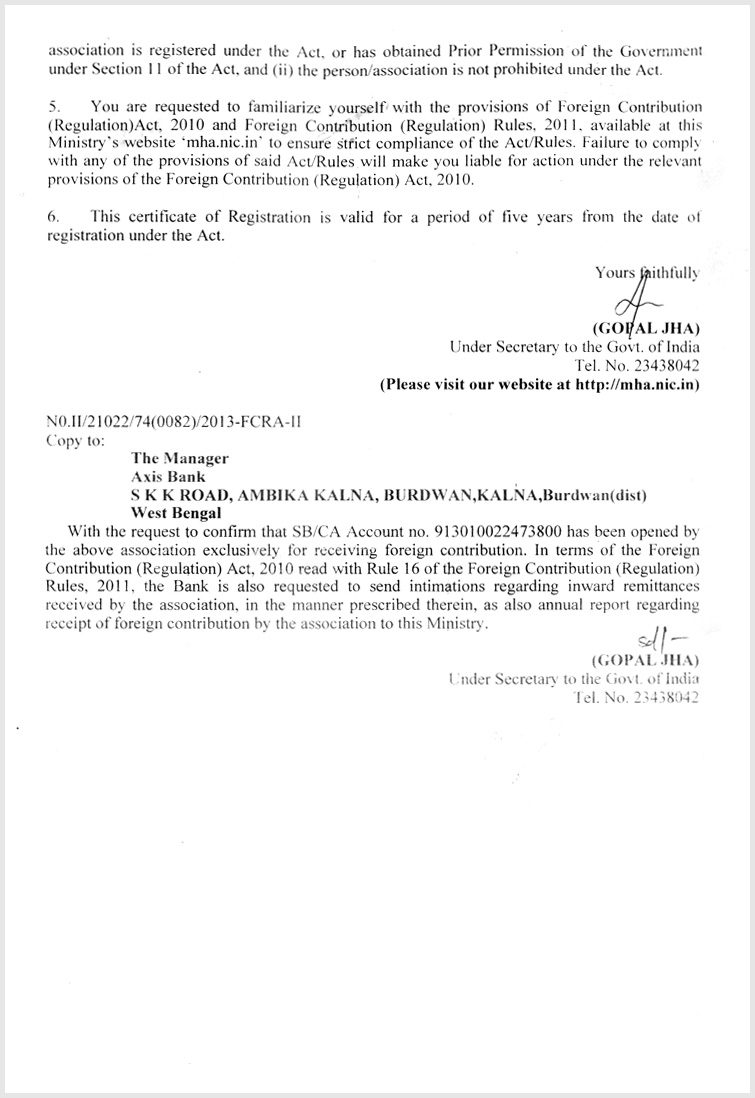 association is registered under the Act, or has obtained Prior Permission of the Government
under Section 11 of the Act, and (ii) the person/association is not prohibited under the Act.
5. You are requested to familiarize yourself with the provisions of Foreign Contribution
(Regulation)Act, 2010 and Foreign Contribution (Regulation) Rules, 2011, available at this
Ministry's website 'mha.nic.in' to ensure strict compliance of the Act/Rules. Failure to comply
with any of the provisions of said Act/Rules will make you liable for action under the relevant
provisions of the Foreign Contribution (Regulation) Act, 2010.
6. This certificate of Registration is valid for a period of five years from the date of
registration under the Act.
Yours faithfully
(GOPAL JHA)
Under Secretary to the Govt. of India
Tel. No. 23438042
(Please visit our website at http://mha.nic.in)
N0.II/21022/74(0082)/2013-FCRA-II
Copy to:
The Manager
Axis Bank
S K K ROAD, AMBIKA KALNA, BURDWAN,KALNA,Burdwan(dist)
West Bengal
With the request to confirm that SB/CA Account no. 913010022473800 has been opened by
the above association exclusively for receiving foreign contribution. In terms of the Foreign
Contribution (Regulation) Act, 2010 read with Rule 16 of the Foreign Contribution (Regulation)
Rules, 2011, the Bank is also requested to send intimations regarding inward remittances
received by the association, in the manner prescribed therein, as also annual report regarding
receipt of foreign contribution by the association to this Ministry.
sd/-
(GOPAL JHA)
Under Secretary to the Govt. of India
Tel. No. 23438042